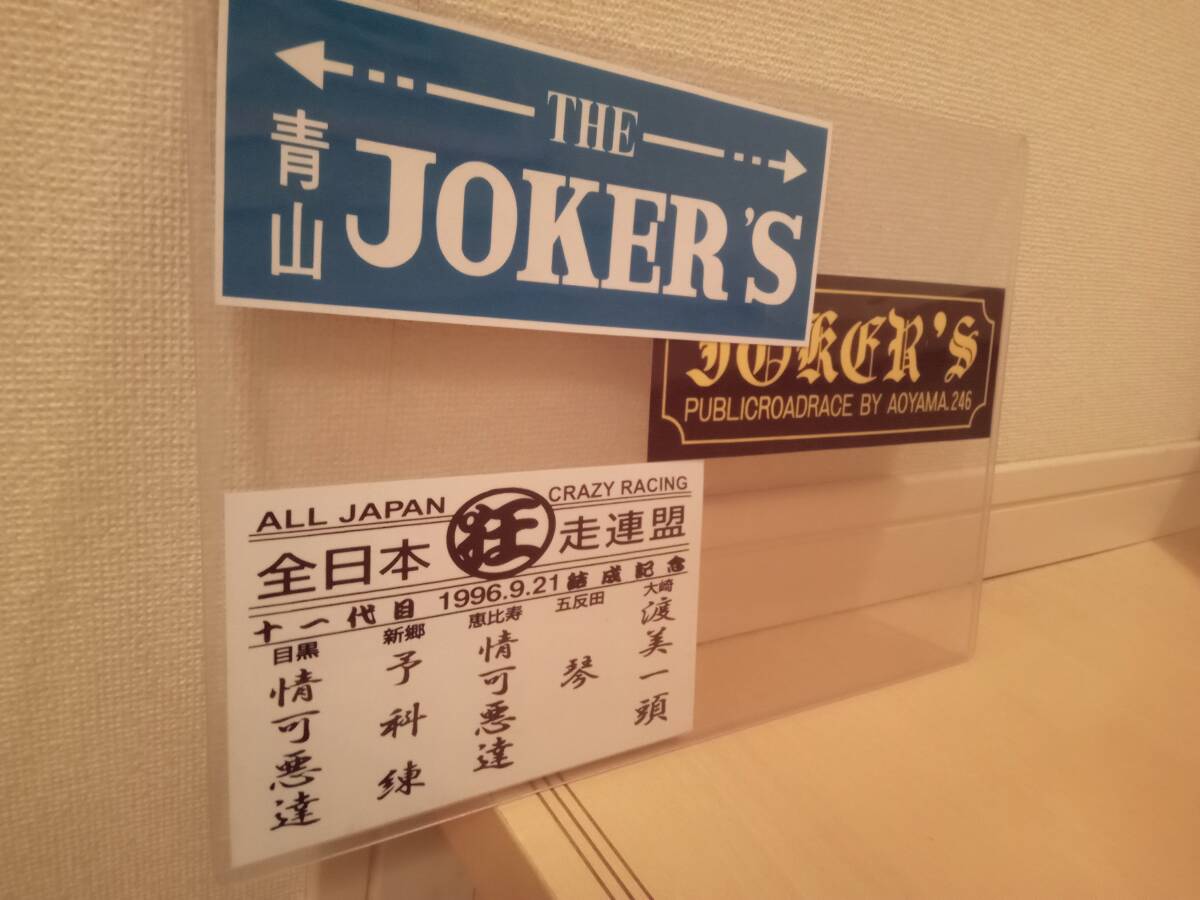 THE
青山
JOKER'S
JOKER'S
PUBLICROADRACE BY AOYAMA.246
ALL JAPAN CRAZY RACING
全日本 狂 走連盟
十一代目 1996.9.21 結成記念
目黒 情可悪達
新郷 予科練
恵比寿 情可悪達
五反田 琴
大崎 渡美一頭